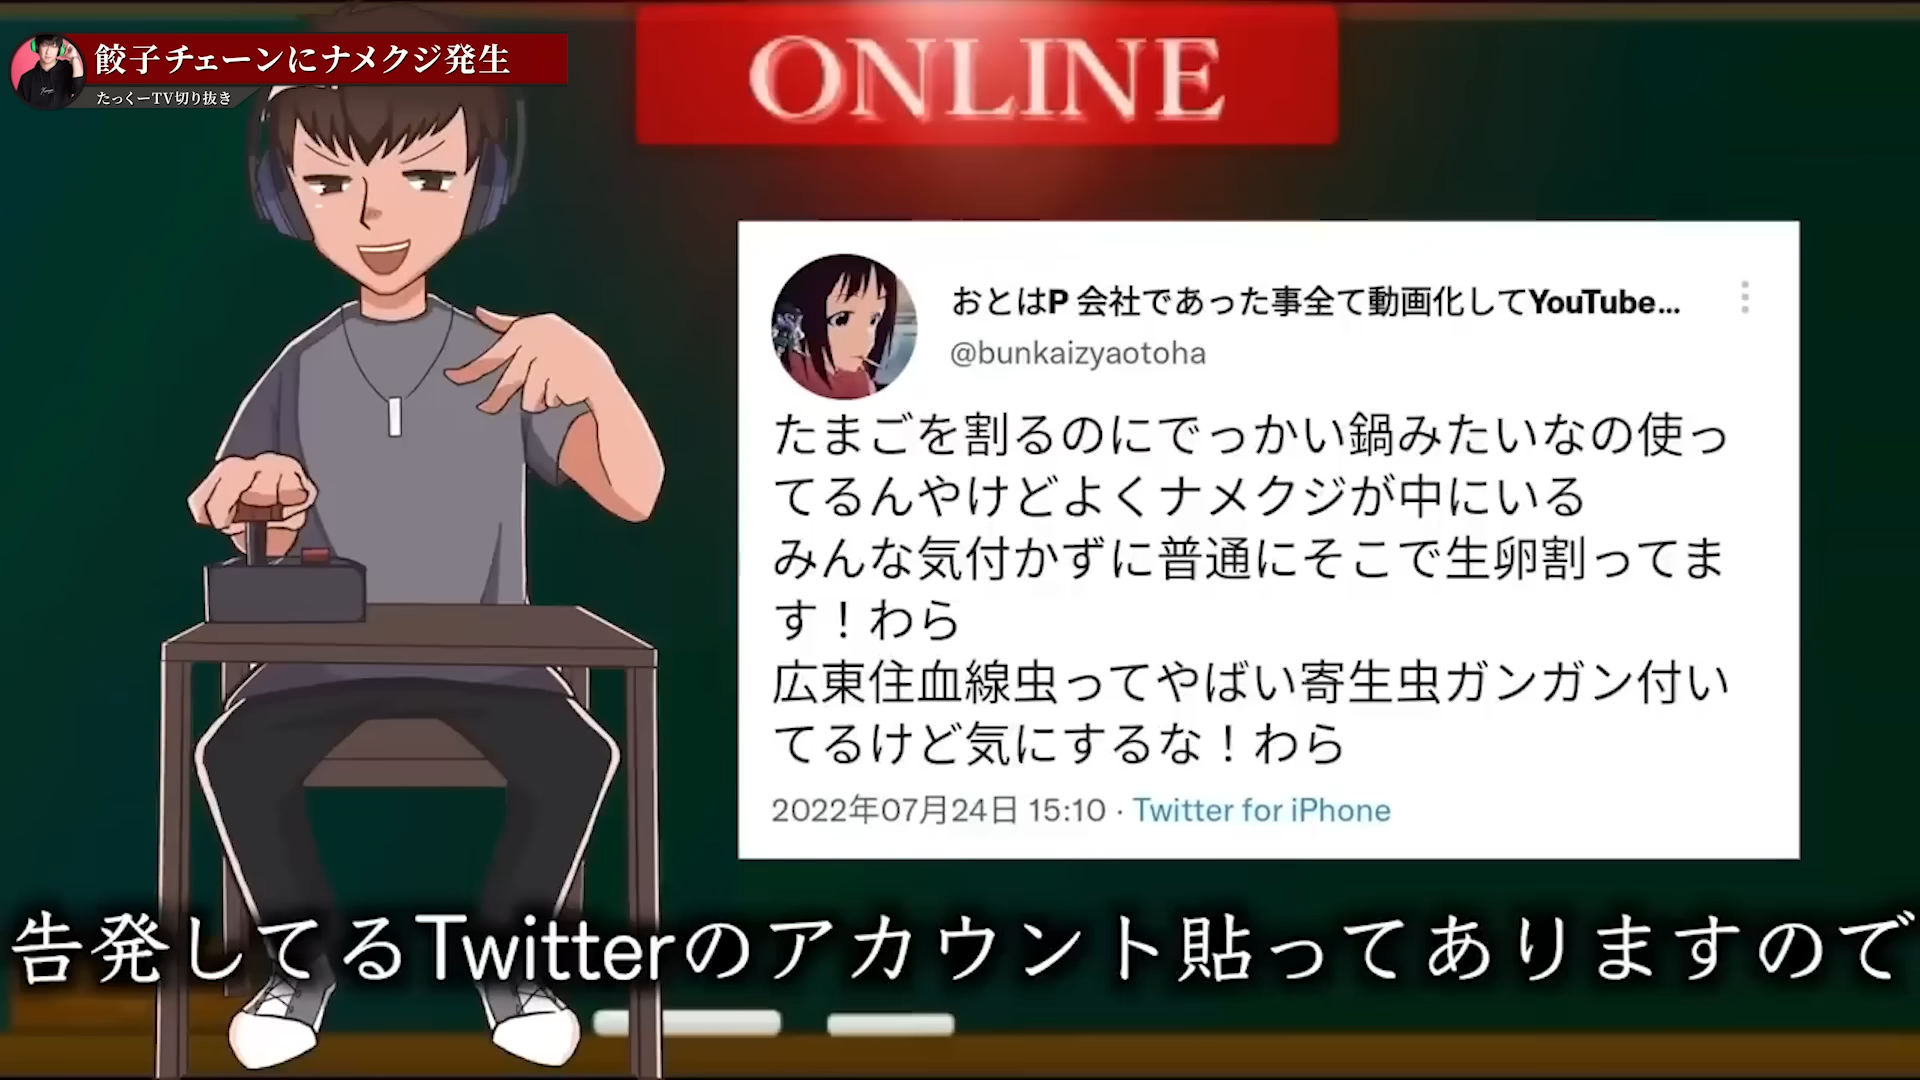 餃子チェーンにナメクジ発生
たっくーTV切り抜き
ONLINE
おとはP 会社であった事全て動画化してYouTube...
@bunkaizyaotoha
たまごを割るのにでっかい鍋みたいなの使っ
てるんやけどよくナメクジが中にいる
みんな気付かずに普通にそこで生卵割ってま
す！わら
広東住血線虫ってやばい寄生虫ガンガン付い
てるけど気にするな！わら
2022年07月24日 15:10 · Twitter for iPhone
告発してるTwitterのアカウント貼ってありますので